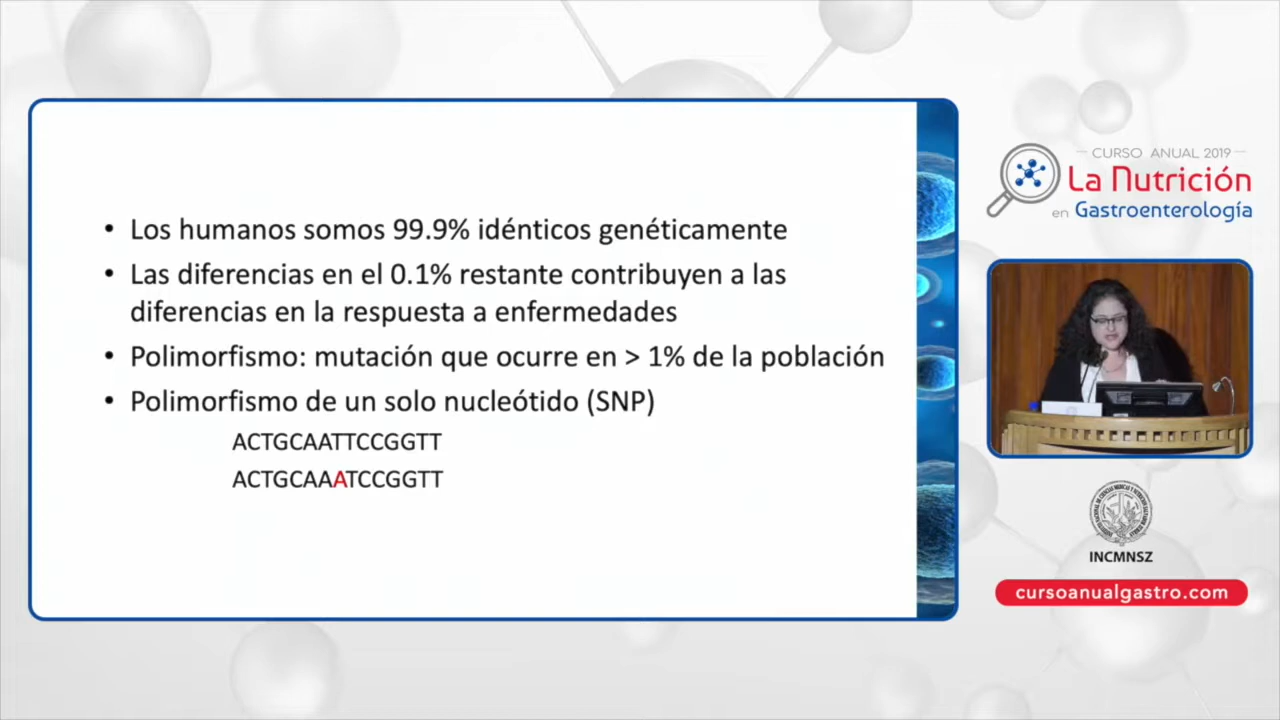 • Los humanos somos 99.9% idénticos genéticamente
• Las diferencias en el 0.1% restante contribuyen a las
diferencias en la respuesta a enfermedades
• Polimorfismo: mutación que ocurre en > 1% de la población
• Polimorfismo de un solo nucleótido (SNP)
ACTGCAATTCCGGTT
ACTGCAAATCCGGTT
CURSO ANUAL 2019
La Nutrición
en Gastroenterología
INCMNSZ
cursoanualgastro.com